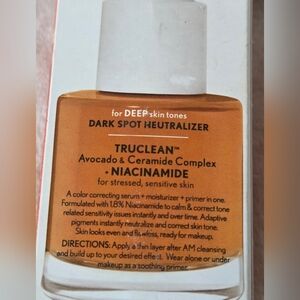 for DEEP skin tones
DARK SPOT NEUTRALIZER
TRUCLEAN™
Avocado & Ceramide Complex
+ NIACINAMIDE
for stressed, sensitive skin
A color correcting serum + moisturizer + primer in one.
Formulated with 1.8% Niacinamide to calm & correct tone
related sensitivity issues instantly and over time. Adaptive
pigments instantly neutralize and correct skin tone.
Skin looks even and flawless, ready for makeup.
DIRECTIONS: Apply a thin layer after AM cleansing
and build up to your desired effect. Wear alone or under
makeup as a soothing primer.